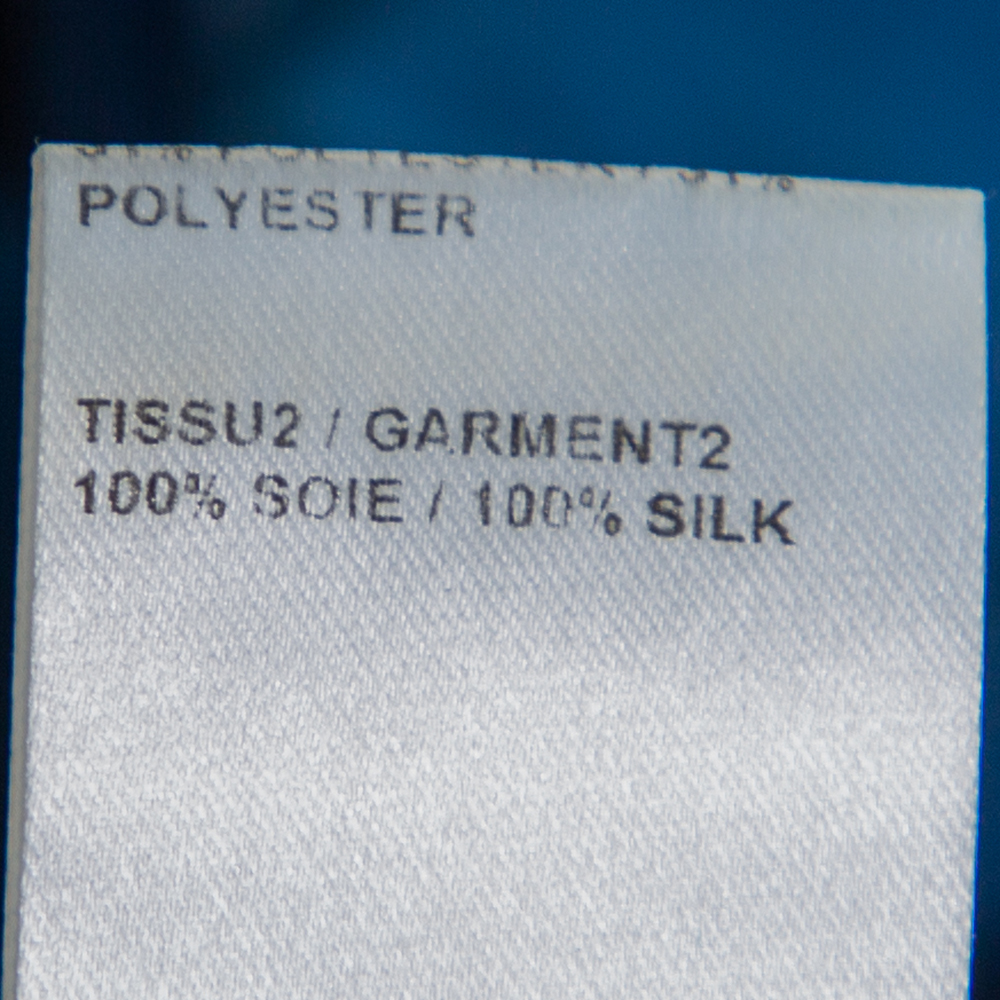 POLYESTER
TISSU2 / GARMENT2
100% SOIE / 100% SILK